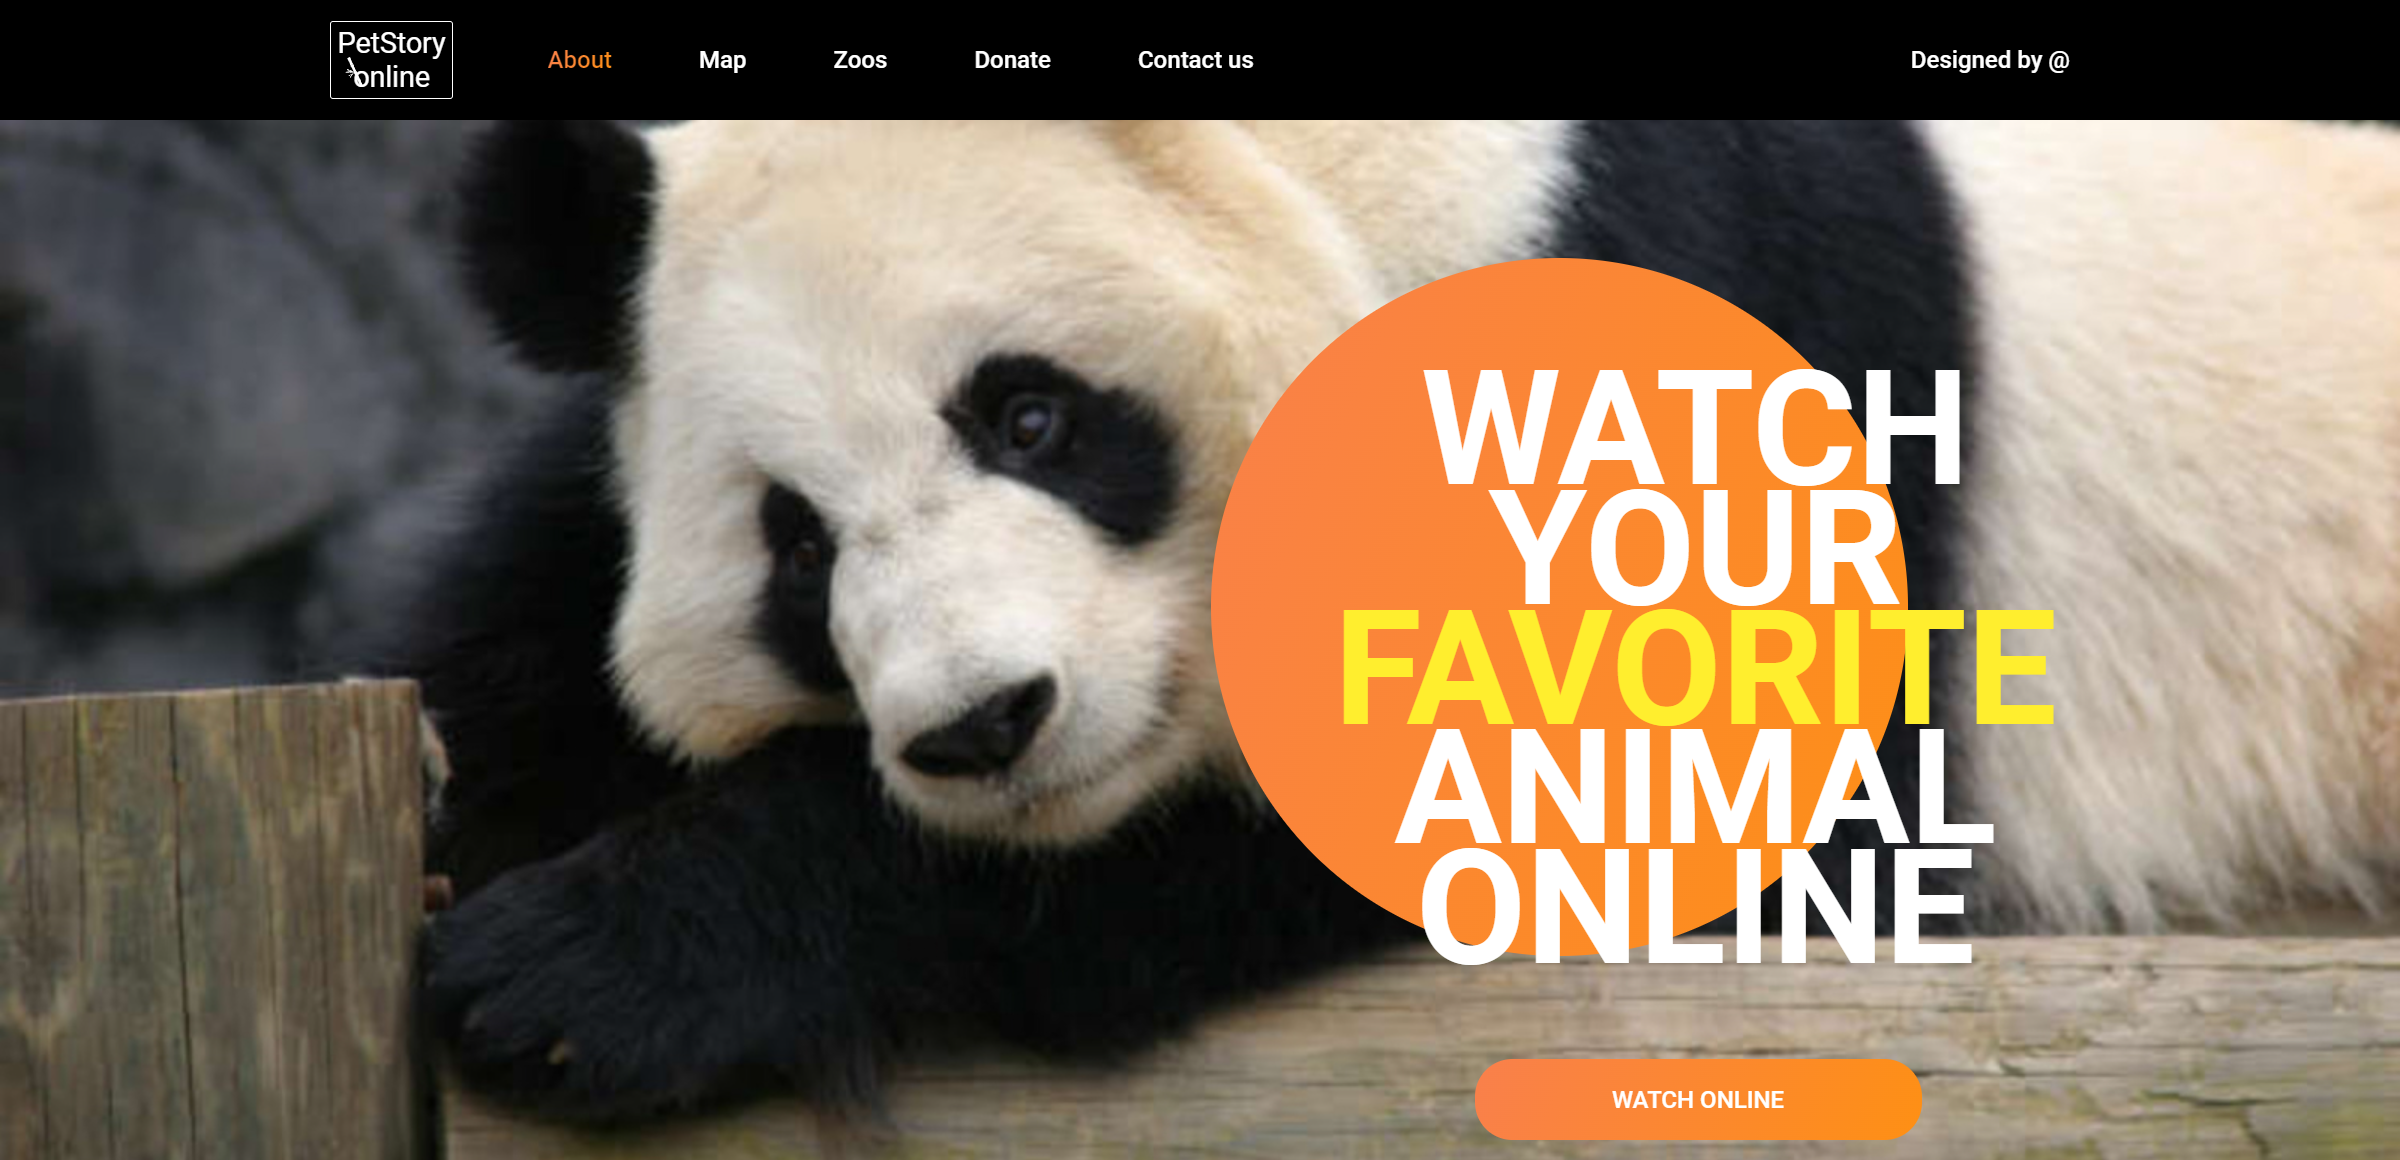 PetStory
online
About
Map
Zoos
Donate
Contact us
Designed by @
WATCH
YOUR
FAVORITE
ANIMAL
ONLINE
WATCH ONLINE